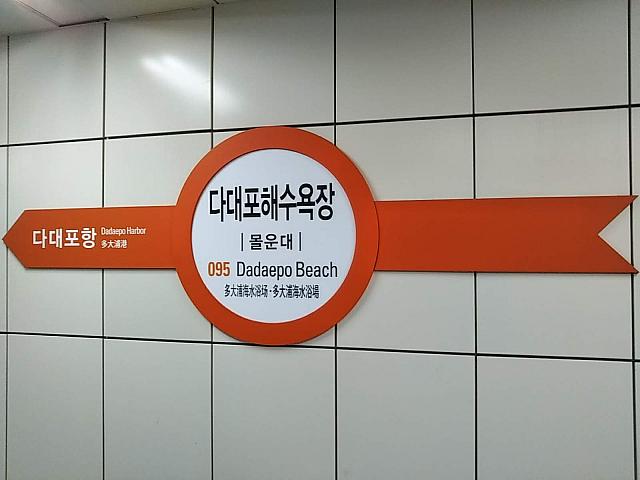 다대포항 Dadaepo Harbor
多大浦港
다대포해수욕장
| 몰운대 |
095 Dadaepo Beach
多大浦海水浴场·多大浦海水浴場